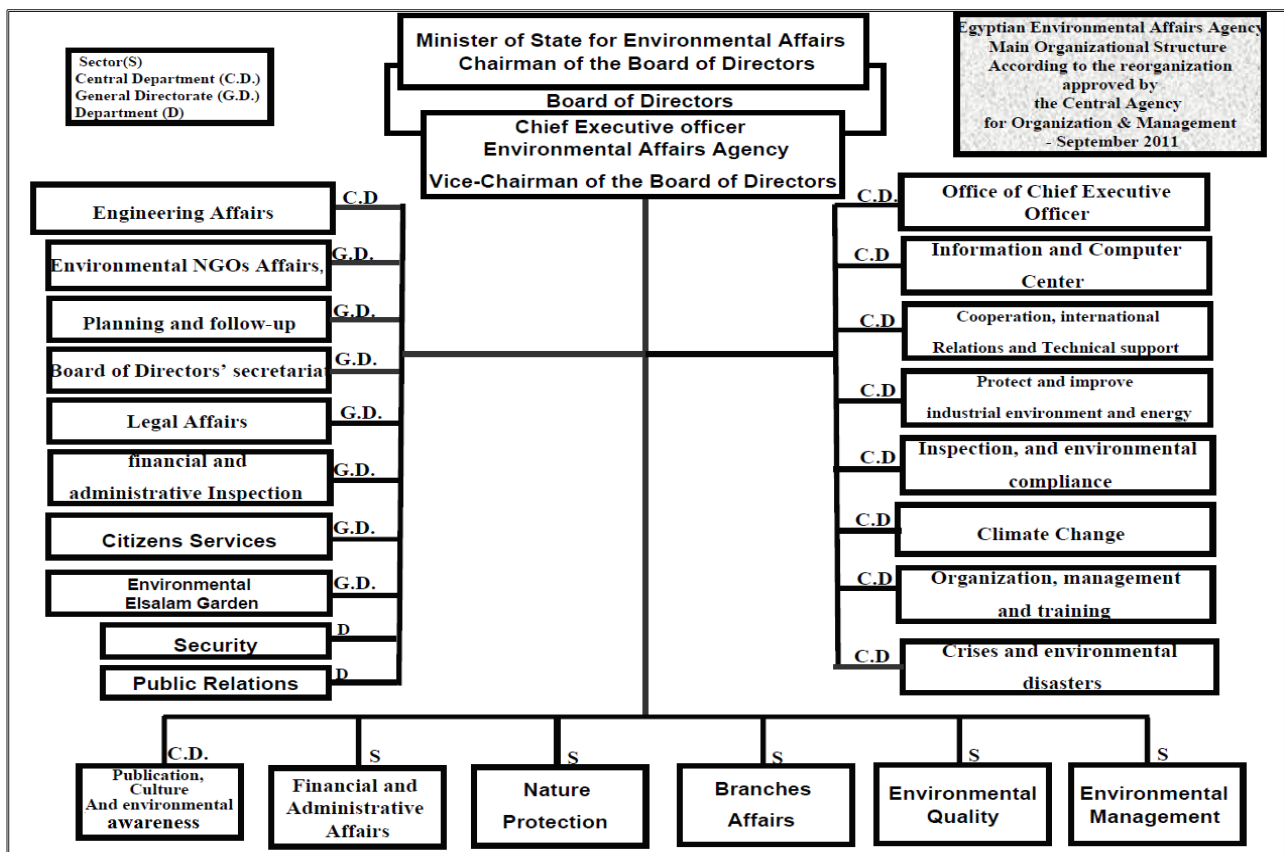 Minister of State for Environmental Affairs
Chairman of the Board of Directors
Egyptian Environmental Affairs Agency
Main Organizational Structure
According to the reorganization
approved by
the Central Agency
for Organization & Management
- September 2011
Sector(S)
Central Department (C.D.)
General Directorate (G.D.)
Department (D)
Board of Directors
Chief Executive officer
Environmental Affairs Agency
Vice-Chairman of the Board of Directors
C.D
Engineering Affairs
G.D.
Environmental NGOs Affairs,
G.D.
Planning and follow-up
G.D.
Board of Directors’ secretariat
G.D.
Legal Affairs
G.D.
financial and
administrative Inspection
G.D.
Citizens Services
G.D.
Environmental
Elsalam Garden
D
Security
D
Public Relations
C.D.
Office of Chief Executive
Officer
C.D
Information and Computer
Center
C.D
Cooperation, international
Relations and Technical support
C.D
Protect and improve
industrial environment and energy
C.D
Inspection, and environmental
compliance
C.D
Climate Change
C.D
Organization, management
and training
C.D
Crises and environmental
disasters
C.D.
Publication,
Culture
And environmental
awareness
S
Financial and
Administrative
Affairs
S
Nature
Protection
S
Branches
Affairs
S
Environmental
Quality
S
Environmental
Management